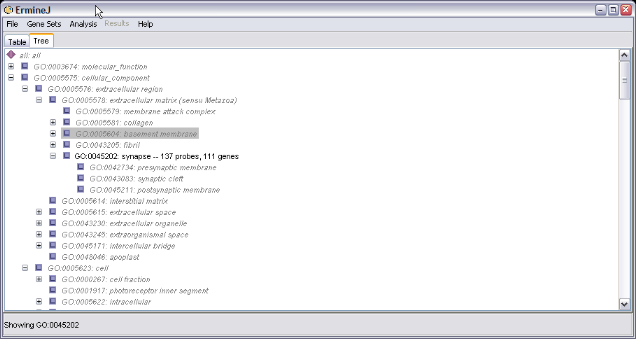 ErmineJ
File Gene Sets Analysis Results Help
Table Tree
all: all
GO:0003674: molecular_function
GO:0005575: cellular_component
GO:0005576: extracellular region
GO:0005578: extracellular matrix (sensu Metazoa)
GO:0005579: membrane attack complex
GO:0005581: collagen
GO:0005604: basement membrane
GO:0043205: fibril
GO:0045202: synapse -- 137 probes, 111 genes
GO:0042734: presynaptic membrane
GO:0043083: synaptic cleft
GO:0045211: postsynaptic membrane
GO:0005614: interstitial matrix
GO:0005615: extracellular space
GO:0043230: extracellular organelle
GO:0043245: extraorganismal space
GO:0045171: intercellular bridge
GO:0048046: apoplast
GO:0005623: cell
GO:0000267: cell fraction
GO:0001917: photoreceptor inner segment
GO:0005622: intracellular
Showing GO:0045202